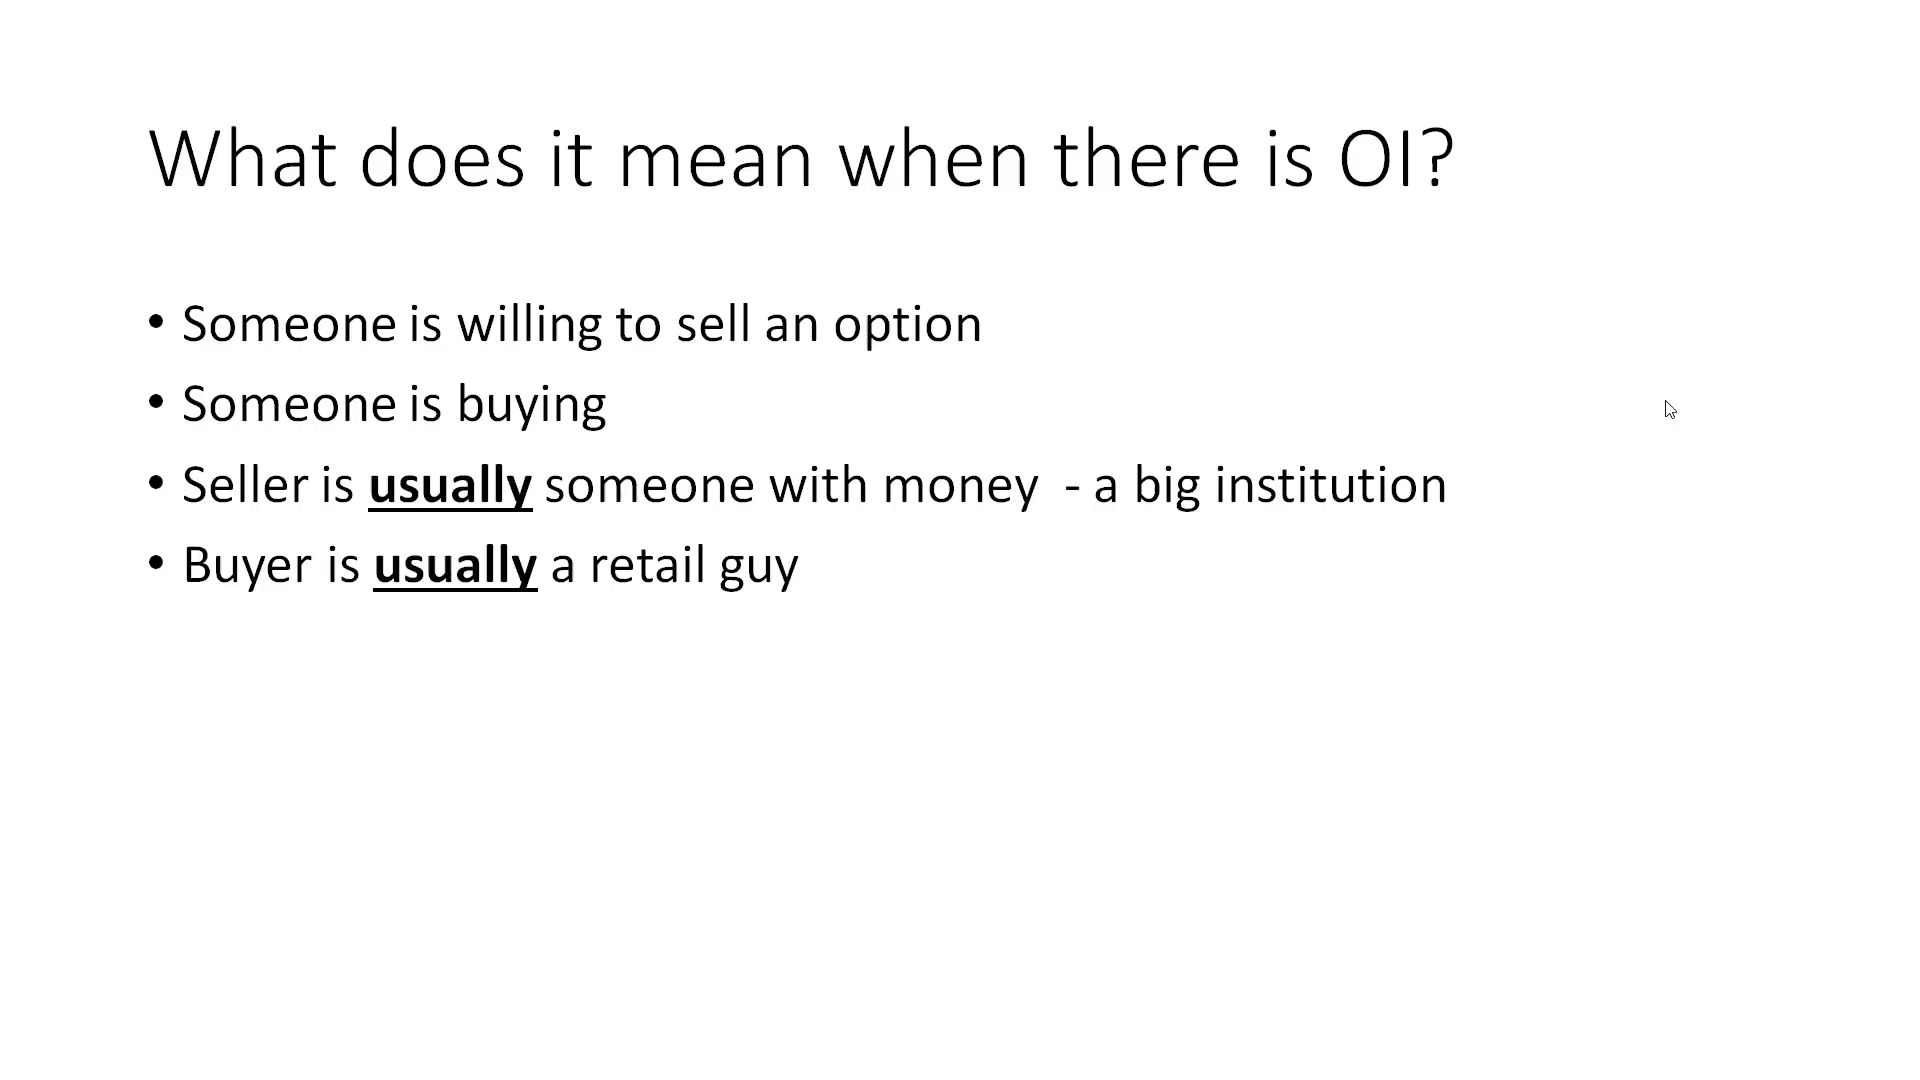 What does it mean when there is OI?
• Someone is willing to sell an option
• Someone is buying
• Seller is usually someone with money  - a big institution
• Buyer is usually a retail guy